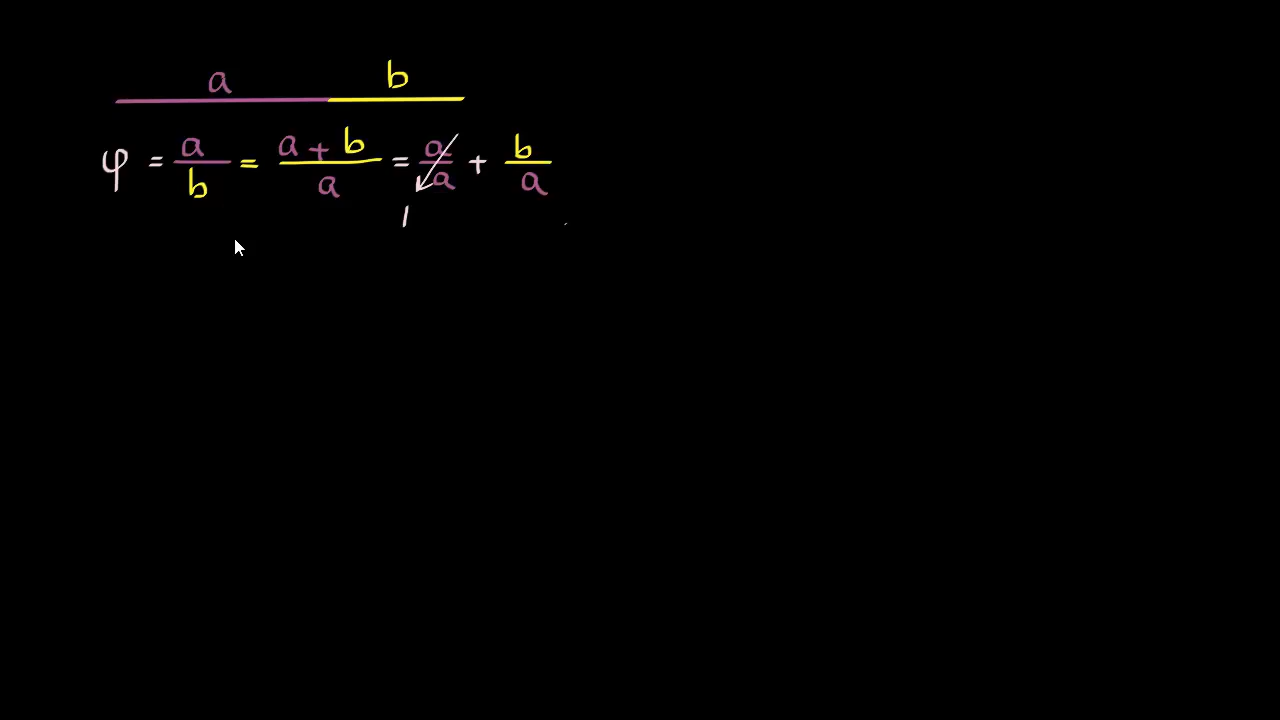 a b
φ = a/b = a + b/a = a/a + b/a
1